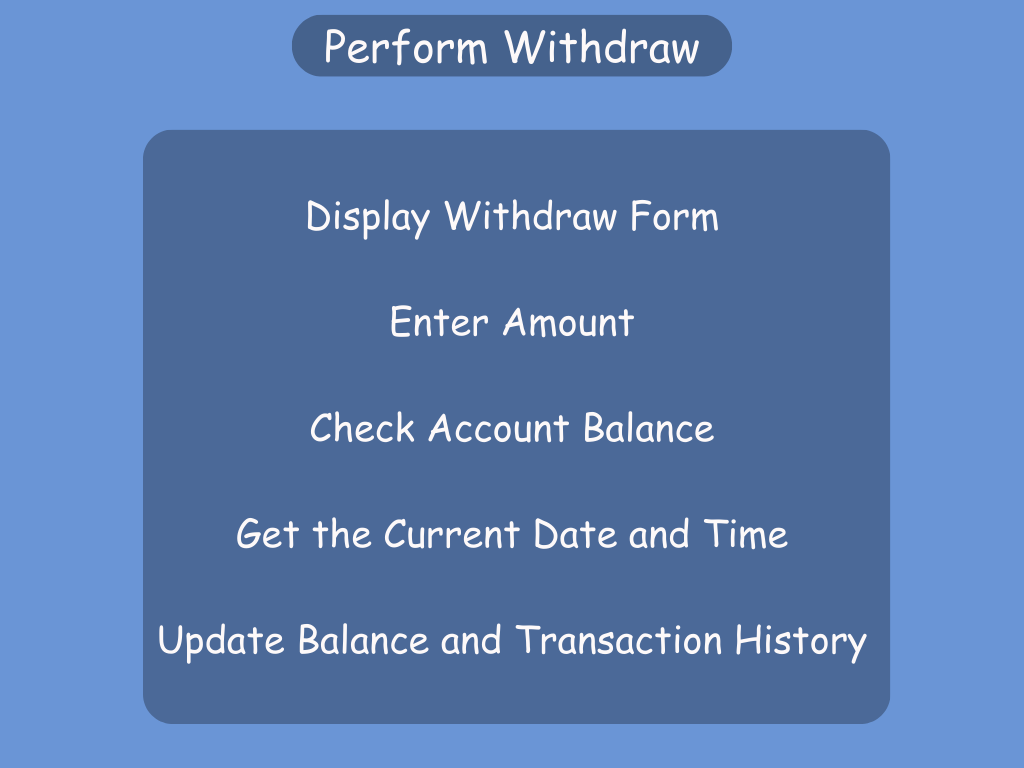 Perform Withdraw
Display Withdraw Form
Enter Amount
Check Account Balance
Get the Current Date and Time
Update Balance and Transaction History